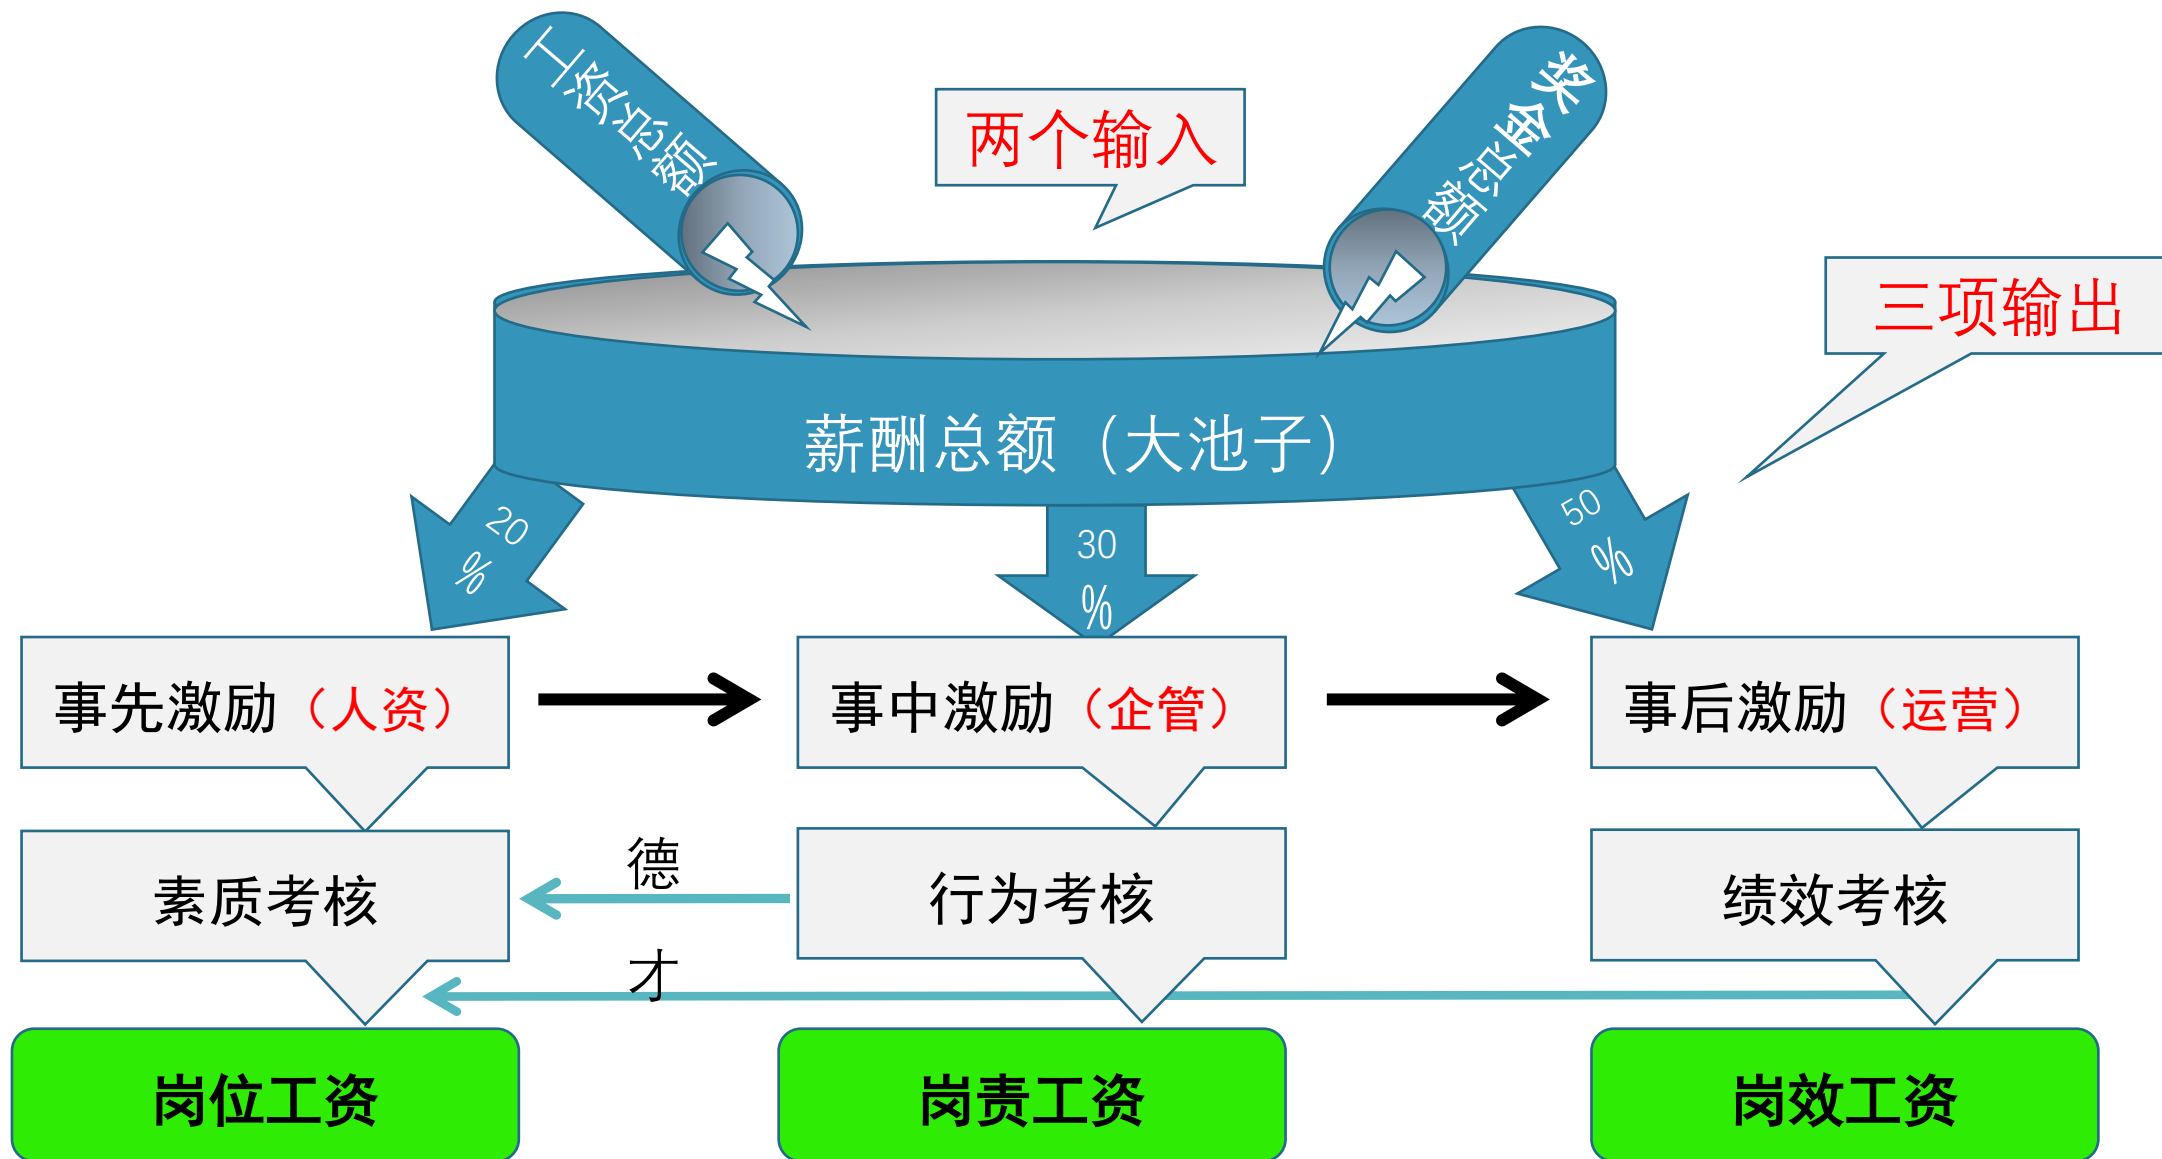 工资总额
奖金总额
两个输入
三项输出
薪酬总额（大池子）
20
%
30
%
50
%
事先激励（人资）
事中激励（企管）
事后激励（运营）
素质考核
德
行为考核
绩效考核
才
岗位工资
岗责工资
岗效工资